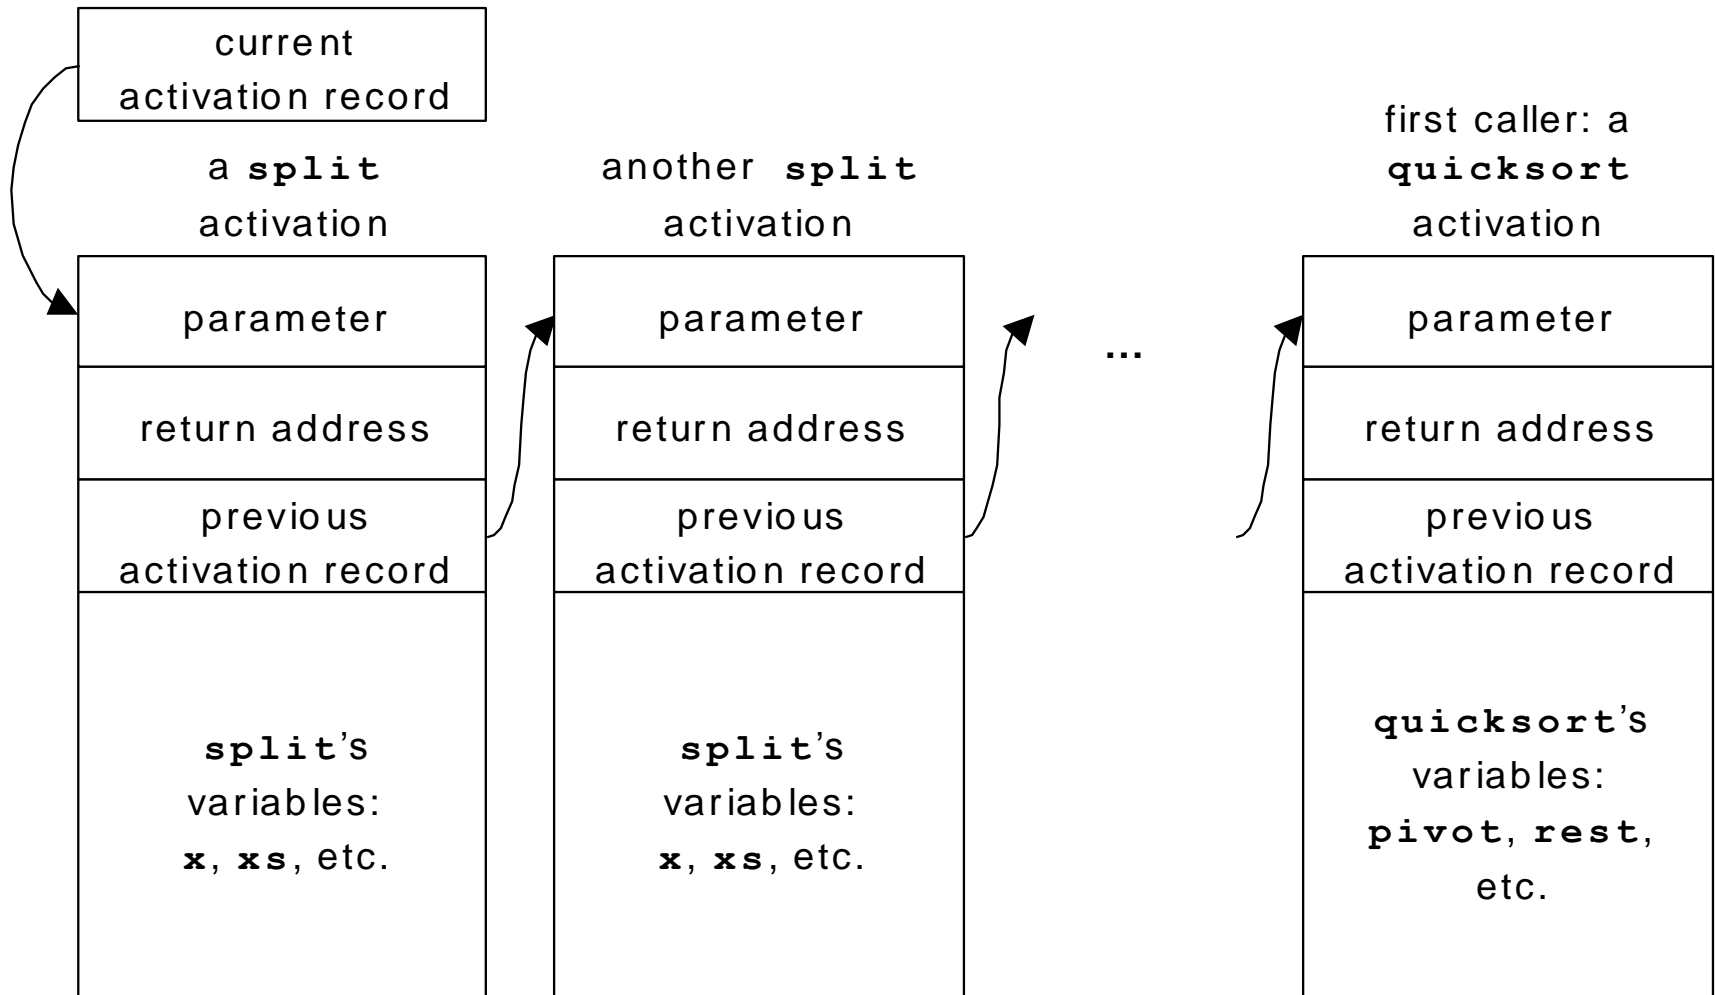 current
activation record
a split
activation
another split
activation
first caller: a
quicksort
activation
parameter
return address
previous
activation record
split's
variables:
x, xs, etc.
parameter
return address
previous
activation record
split's
variables:
x, xs, etc.
...
parameter
return address
previous
activation record
quicksort's
variables:
pivot, rest,
etc.